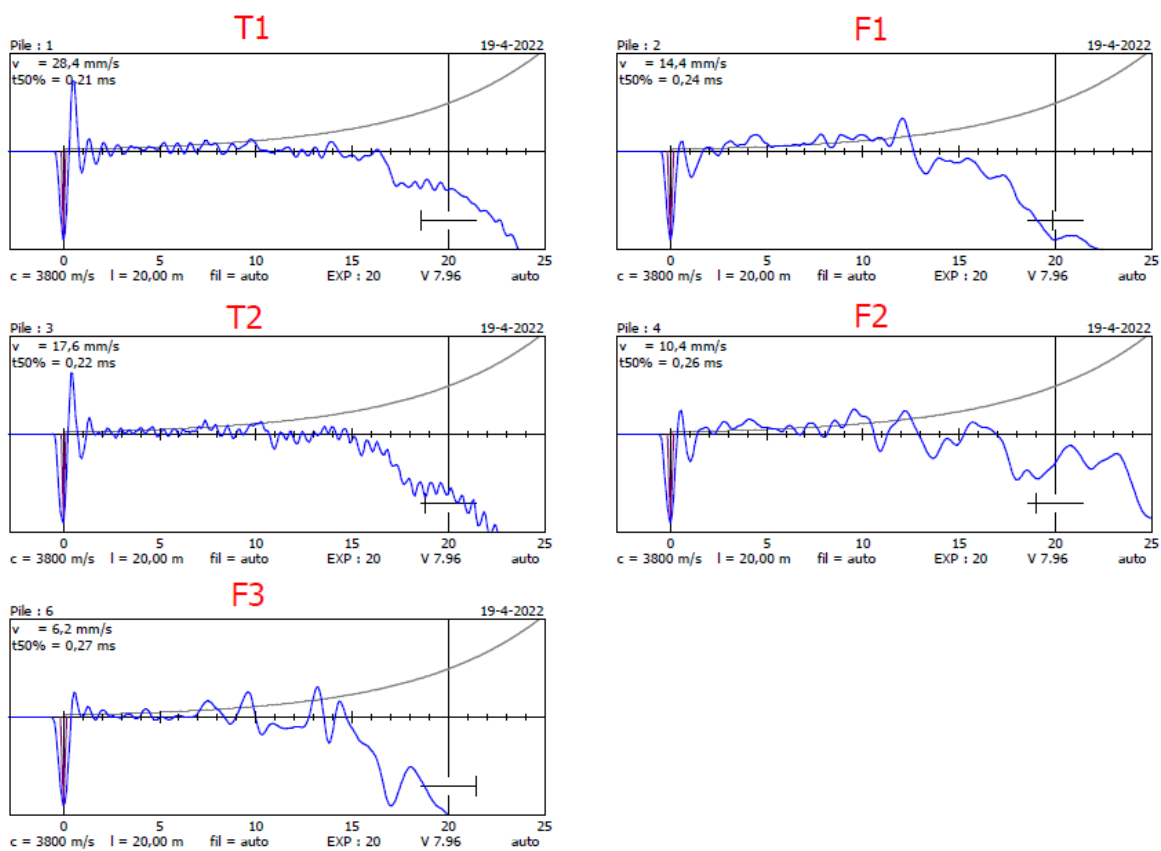 T1
Pile : 1 19-4-2022
v = 28,4 mm/s
t50% = 0,21 ms
0 5 10 15 20 25
c = 3800 m/s l = 20,00 m fil = auto EXP : 20 V 7.96 auto
F1
Pile : 2 19-4-2022
v = 14,4 mm/s
t50% = 0,24 ms
0 5 10 15 20 25
c = 3800 m/s l = 20,00 m fil = auto EXP : 20 V 7.96 auto
T2
Pile : 3 19-4-2022
v = 17,6 mm/s
t50% = 0,22 ms
0 5 10 15 20 25
c = 3800 m/s l = 20,00 m fil = auto EXP : 20 V 7.96 auto
F2
Pile : 4 19-4-2022
v = 10,4 mm/s
t50% = 0,26 ms
0 5 10 15 20 25
c = 3800 m/s l = 20,00 m fil = auto EXP : 20 V 7.96 auto
F3
Pile : 6 19-4-2022
v = 6,2 mm/s
t50% = 0,27 ms
0 5 10 15 20 25
c = 3800 m/s l = 20,00 m fil = auto EXP : 20 V 7.96 auto